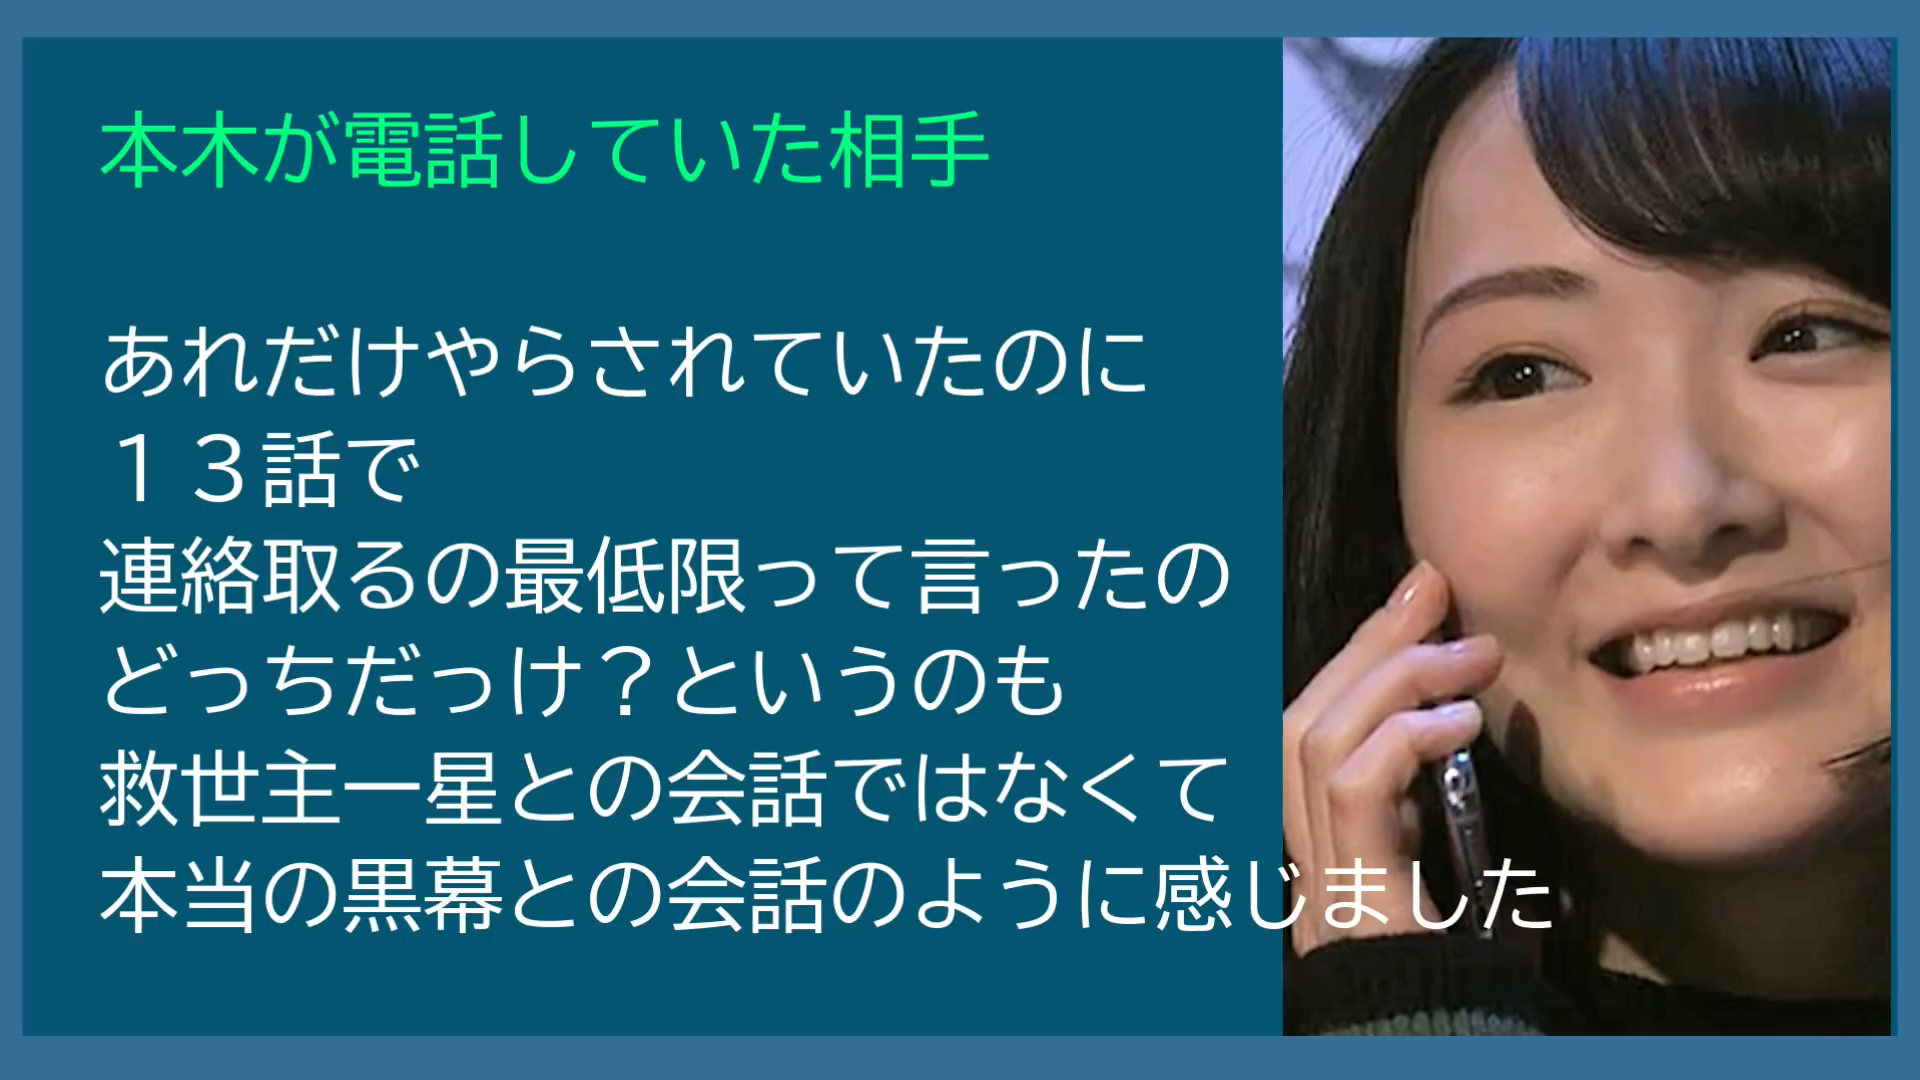 本木が電話していた相手
あれだけやらされていたのに
１３話で
連絡取るの最低限って言ったの
どっちだっけ？というのも
救世主一星との会話ではなくて
本当の黒幕との会話のように感じました